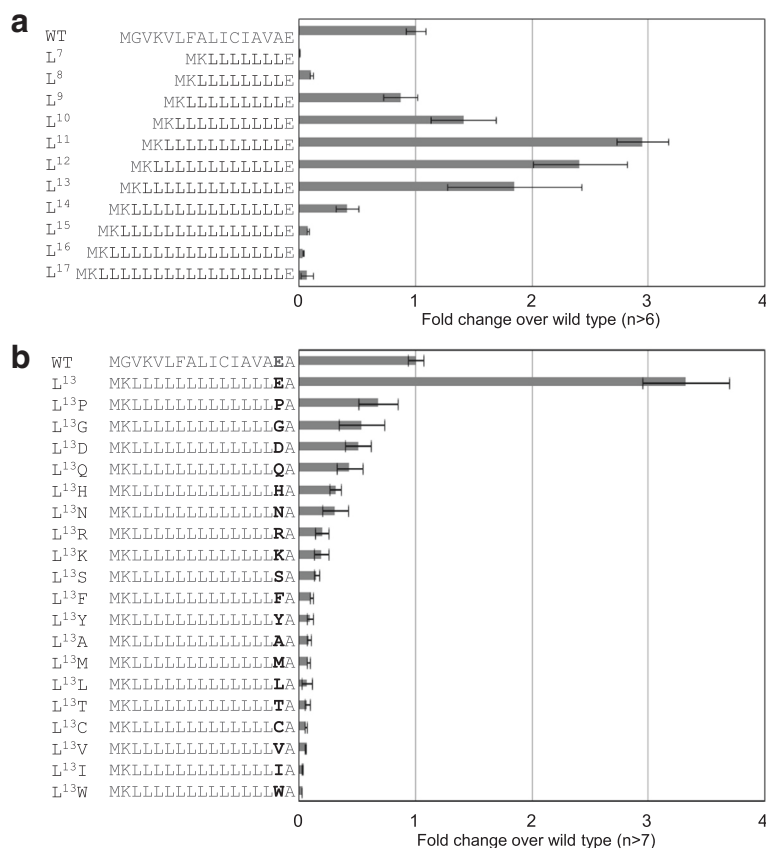 a
WT MGVKVLFALICIAVAE
L⁷ MKLLLLLLLE
L⁸ MKLLLLLLLLE
L⁹ MKLLLLLLLLLE
L¹⁰ MKLLLLLLLLLLE
L¹¹ MKLLLLLLLLLLLE
L¹² MKLLLLLLLLLLLLE
L¹³ MKLLLLLLLLLLLLLE
L¹⁴ MKLLLLLLLLLLLLLLE
L¹⁵ MKLLLLLLLLLLLLLLLE
L¹⁶ MKLLLLLLLLLLLLLLLLE
L¹⁷ MKLLLLLLLLLLLLLLLLLE
0 1 2 3 4
Fold change over wild type (n>6)
b
WT MGVKVLFALICIAVAEA
L¹³ MKLLLLLLLLLLLLLEA
L¹³P MKLLLLLLLLLLLLLPA
L¹³G MKLLLLLLLLLLLLLGA
L¹³D MKLLLLLLLLLLLLLDA
L¹³Q MKLLLLLLLLLLLLLQA
L¹³H MKLLLLLLLLLLLLLHA
L¹³N MKLLLLLLLLLLLLLNA
L¹³R MKLLLLLLLLLLLLLRA
L¹³K MKLLLLLLLLLLLLLKA
L¹³S MKLLLLLLLLLLLLLSA
L¹³F MKLLLLLLLLLLLLLFA
L¹³Y MKLLLLLLLLLLLLLYA
L¹³A MKLLLLLLLLLLLLLAA
L¹³M MKLLLLLLLLLLLLLMA
L¹³L MKLLLLLLLLLLLLLLA
L¹³T MKLLLLLLLLLLLLLTA
L¹³C MKLLLLLLLLLLLLLCA
L¹³V MKLLLLLLLLLLLLLVA
L¹³I MKLLLLLLLLLLLLLIA
L¹³W MKLLLLLLLLLLLLLWA
0 1 2 3 4
Fold change over wild type (n>7)